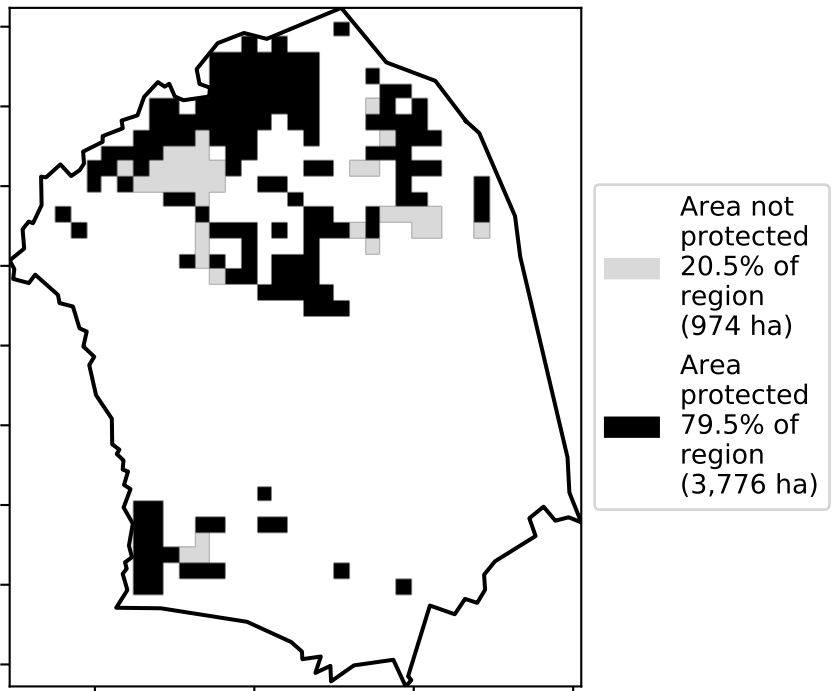 Area not
protected
20.5% of
region
(974 ha)
Area
protected
79.5% of
region
(3,776 ha)